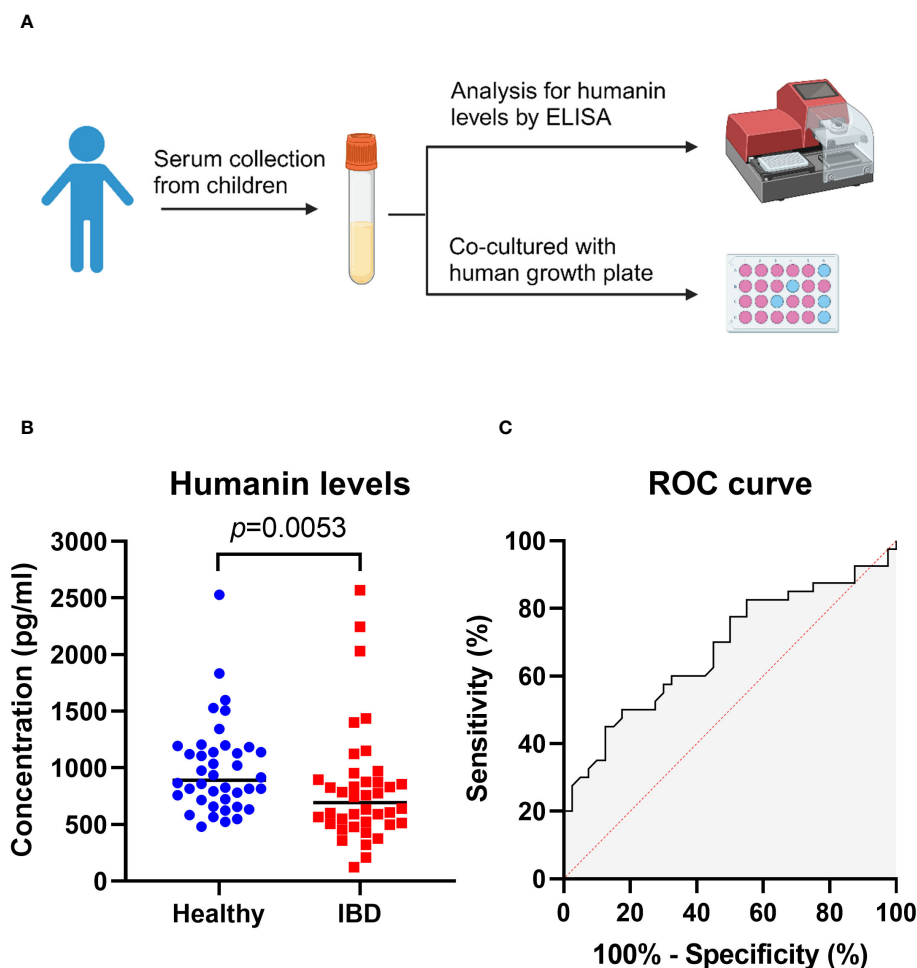 A
Serum collection
from children
Analysis for humanin
levels by ELISA
Co-cultured with
human growth plate
B
Humanin levels
p=0.0053
Concentration (pg/ml)
3000
2500
2000
1500
1000
500
0
Healthy
IBD
C
ROC curve
Sensitivity (%)
100
80
60
40
20
0
0
20
40
60
80
100
100% - Specificity (%)